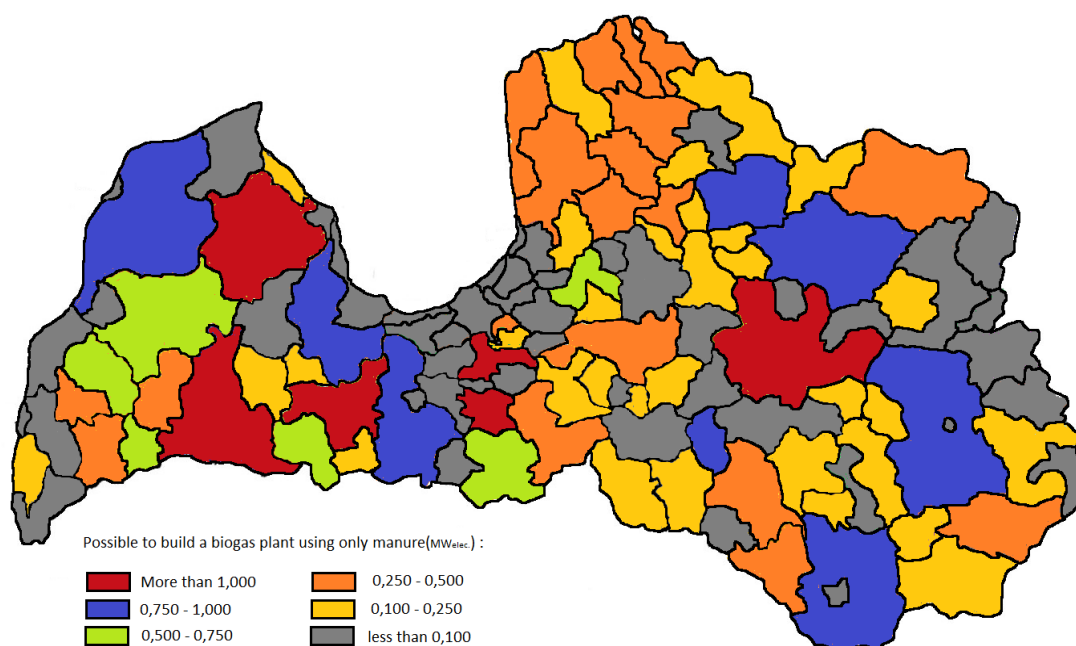 Possible to build a biogas plant using only manure(MWelec.) :
More than 1,000
0,750 - 1,000
0,500 - 0,750
0,250 - 0,500
0,100 - 0,250
less than 0,100